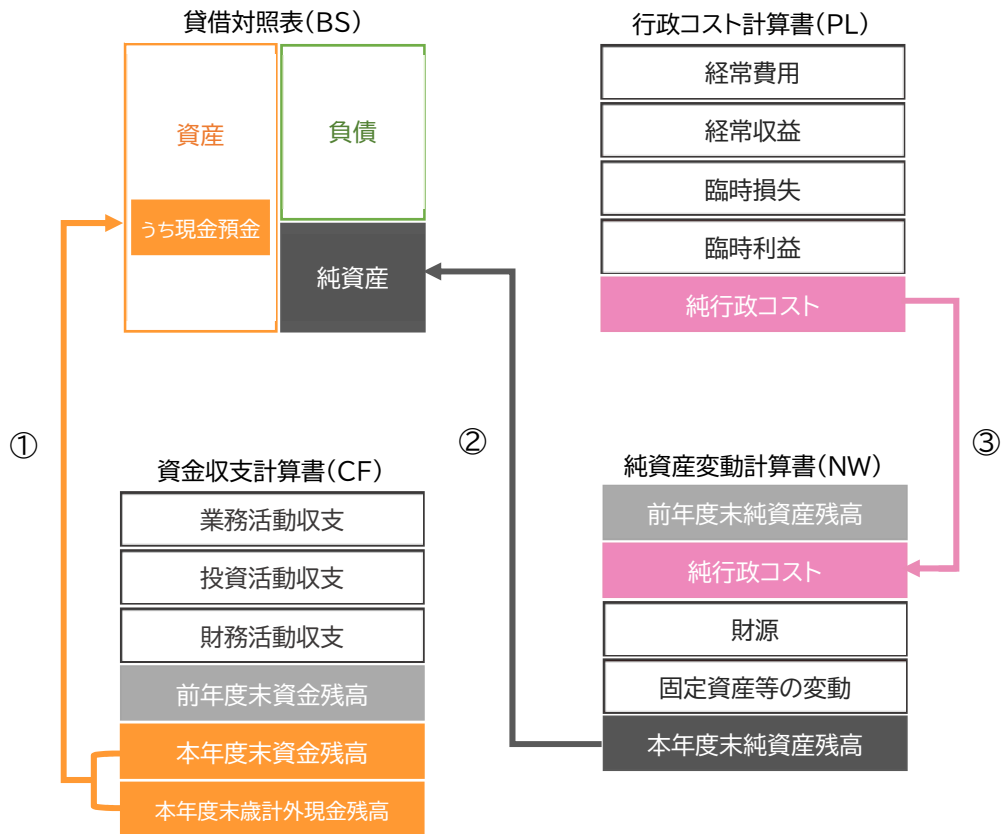 貸借対照表(BS)
資産
うち現金預金
負債
純資産
行政コスト計算書(PL)
経常費用
経常収益
臨時損失
臨時利益
純行政コスト
①
②
③
資金収支計算書(CF)
業務活動収支
投資活動収支
財務活動収支
前年度末資金残高
本年度末資金残高
本年度末歳計外現金残高
純資産変動計算書(NW)
前年度末純資産残高
純行政コスト
財源
固定資産等の変動
本年度末純資産残高